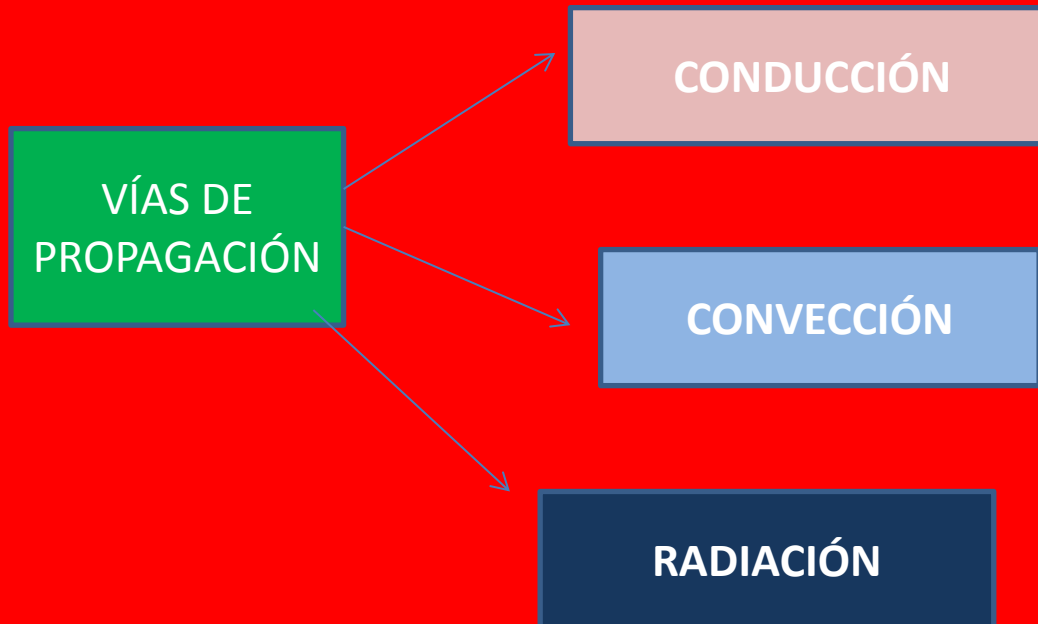 CONDUCCIÓN
VÍAS DE
PROPAGACIÓN
CONVECCIÓN
RADIACIÓN